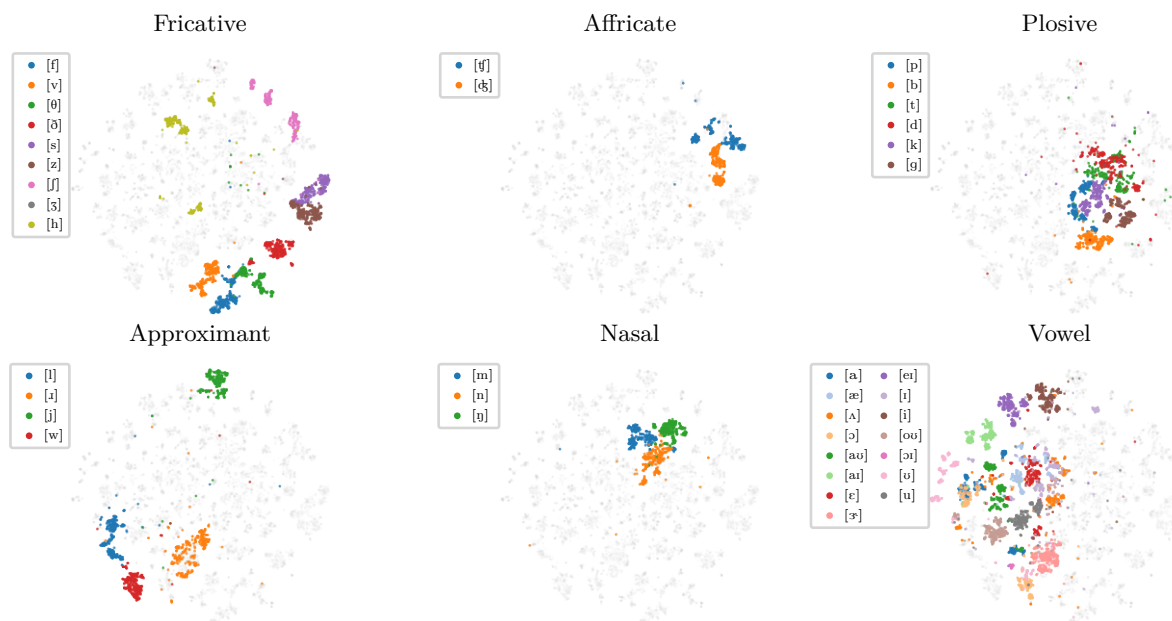 Fricative
[f]
[v]
[θ]
[ð]
[s]
[z]
[ʃ]
[ʒ]
[h]
Affricate
[ʧ]
[ʤ]
Plosive
[p]
[b]
[t]
[d]
[k]
[g]
Approximant
[l]
[ɹ]
[j]
[w]
Nasal
[m]
[n]
[ŋ]
Vowel
[a] [eɪ]
[æ] [ɪ]
[ʌ] [i]
[ɔ] [oʊ]
[aʊ] [ɔɪ]
[aɪ] [ʊ]
[ɛ] [u]
[ɝ]